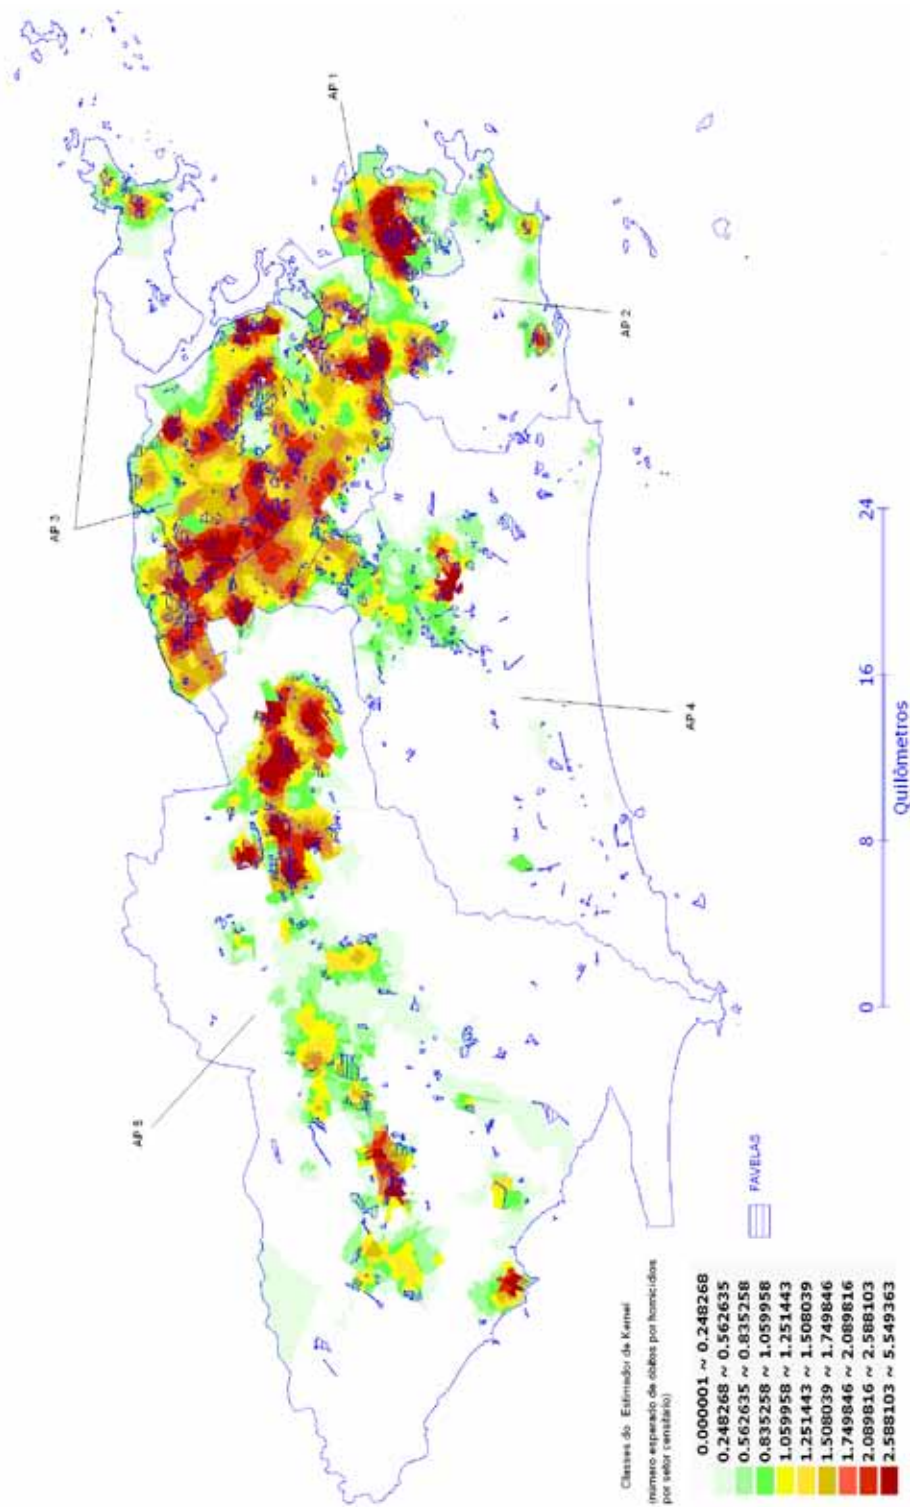 AP 1
AP 3
AP 2
AP 4
AP 5
0 8 16 24
Quilômetros
FAVELAS
Classes do Estimador de Kernel
(número esperado de óbitos por homicídios
por setor censitário)
0.000001 ~ 0.248268
0.248268 ~ 0.562635
0.562635 ~ 0.835258
0.835258 ~ 1.059958
1.059958 ~ 1.251443
1.251443 ~ 1.508039
1.508039 ~ 1.749846
1.749846 ~ 2.089816
2.089816 ~ 2.588103
2.588103 ~ 5.549363